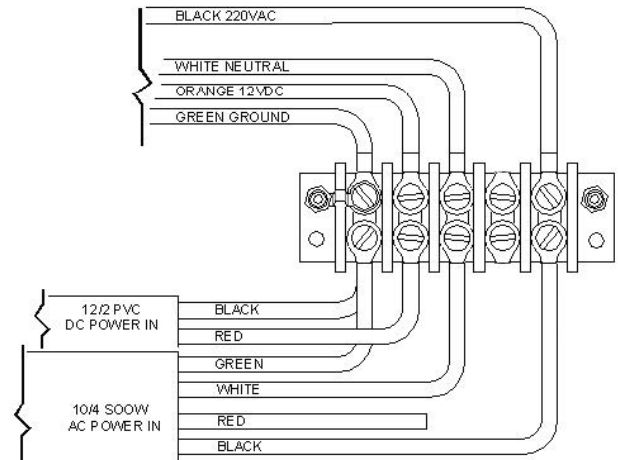 BLACK 220VAC
WHITE NEUTRAL
ORANGE 12VDC
GREEN GROUND
12/2 PVC
DC POWER IN
BLACK
RED
GREEN
WHITE
10/4 SOOW
AC POWER IN
RED
BLACK